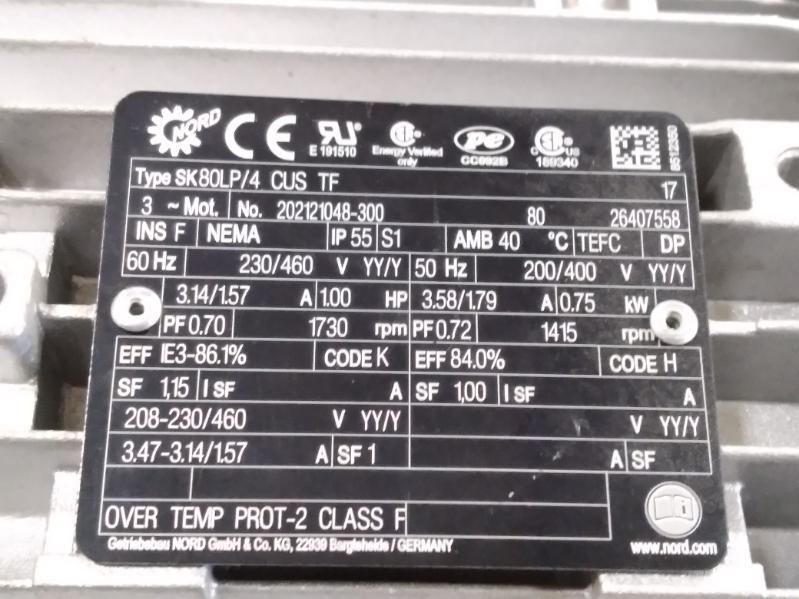 NORD CE E 191510 Energy Verified only pe CC092B C US 189340 8512350
Type SK80LP/4 CUS TF 17
3 ~ Mot. No. 202121048-300 80 26407558
INS F NEMA IP 55 S1 AMB 40 °C TEFC DP
60 Hz 230/460 V YY/Y 50 Hz 200/400 V YY/Y
3.14/1.57 A 1.00 HP 3.58/1.79 A 0.75 kW
PF 0.70 1730 rpm PF 0.72 1415 rpm
EFF IE3-86.1% CODE K EFF 84.0% CODE H
SF 1,15 I SF A SF 1,00 I SF A
208-230/460 V YY/Y V YY/Y
3.47-3.14/1.57 A SF 1 A SF
OVER TEMP PROT-2 CLASS F
Getriebebau NORD GmbH & Co. KG, 22939 Bargteheide / GERMANY www.nord.com